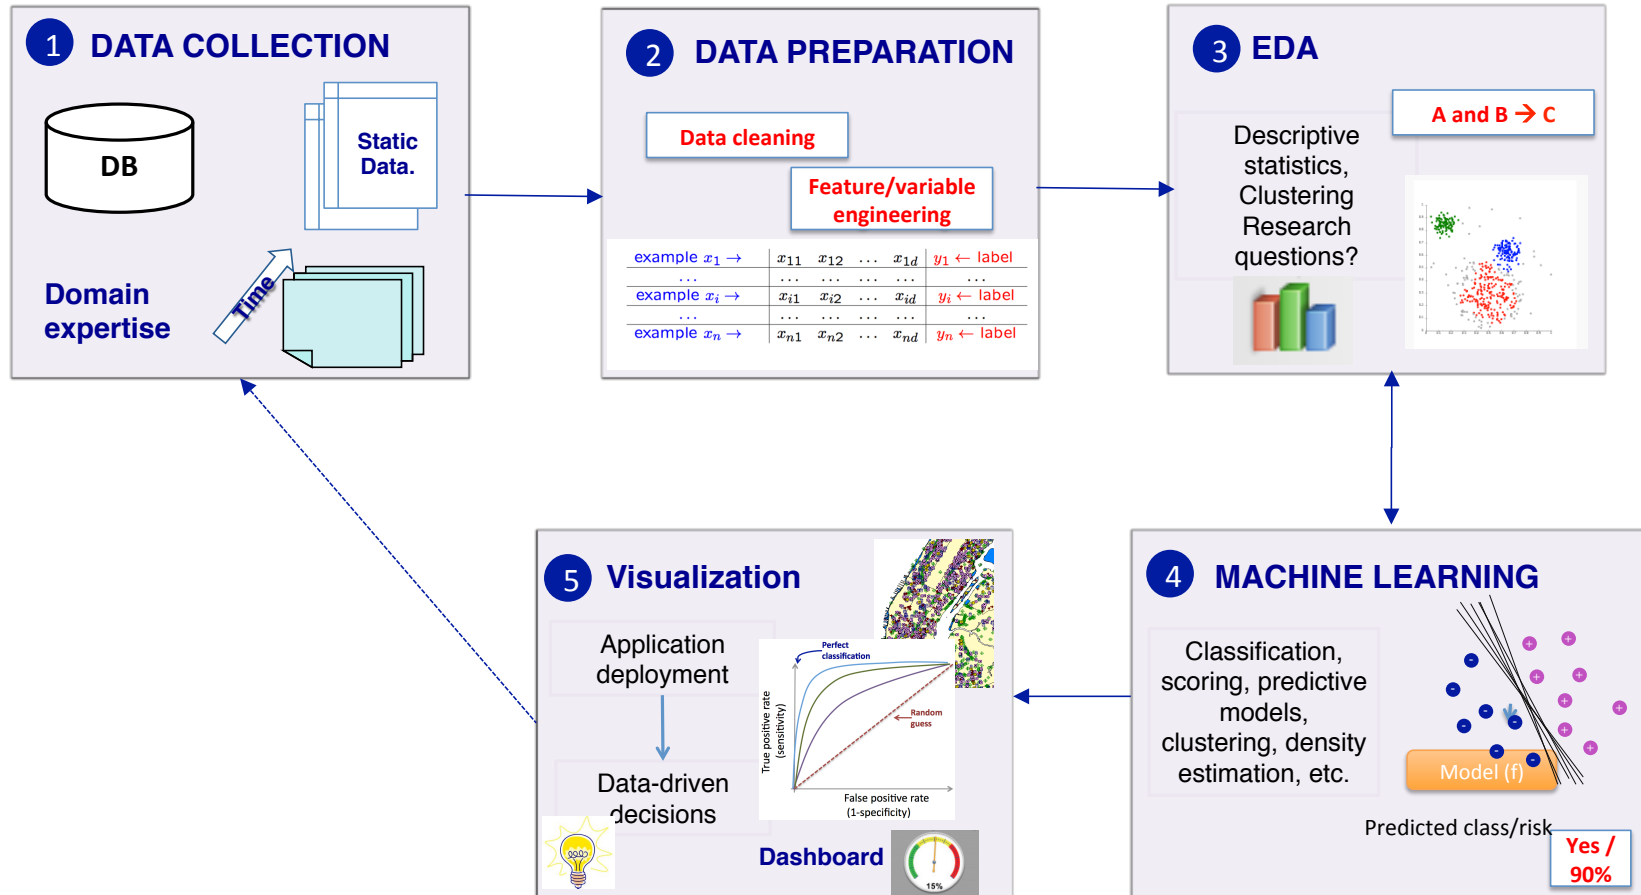 1 DATA COLLECTION
DB
Static
Data.
Time
Domain
expertise
2 DATA PREPARATION
Data cleaning
Feature/variable
engineering
example x1 → x11 x12 … x1d y1 ← label
… … … … …
example xi → xi1 xi2 … xid yi ← label
… … … … …
example xn → xn1 xn2 … xnd yn ← label
3 EDA
A and B → C
Descriptive
statistics,
Clustering
Research
questions?
4 MACHINE LEARNING
Classification,
scoring, predictive
models,
clustering, density
estimation, etc.
Model (f)
Predicted class/risk
Yes /
90%
5 Visualization
Application
deployment
Data-driven
decisions
Perfect
classification
Random
guess
True positive rate
(sensitivity)
False positive rate
(1-specificity)
Dashboard
15%